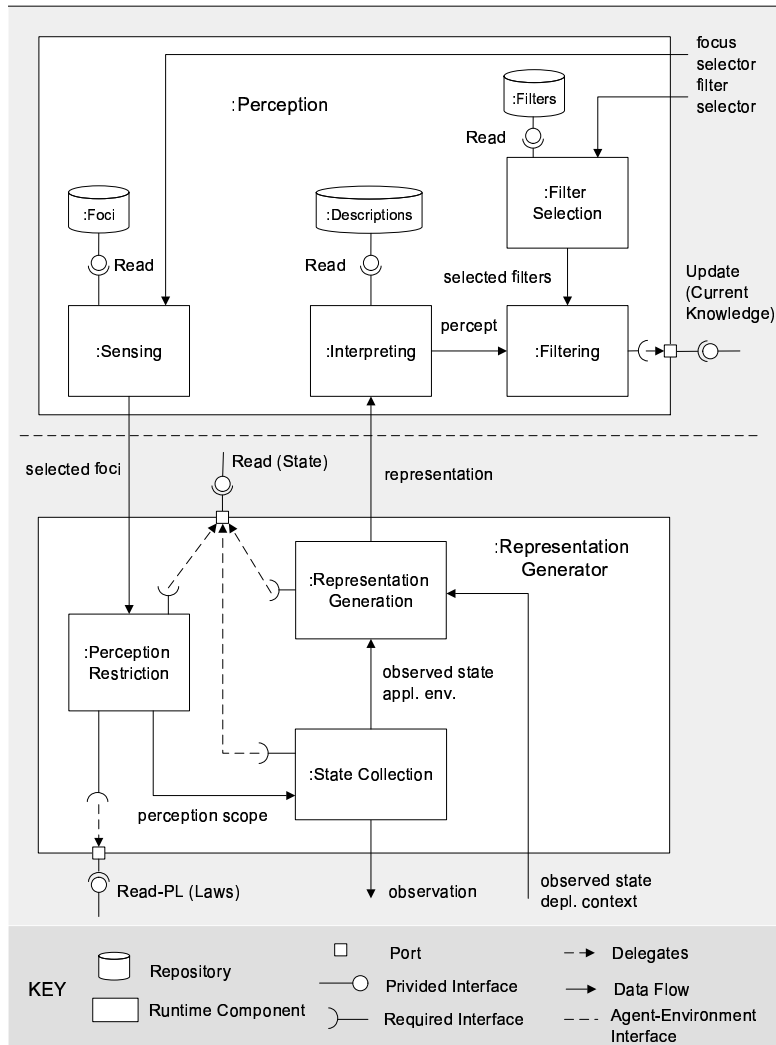 focus
selector
filter
selector
:Perception
:Filters
Read
:Filter
Selection
:Foci
Read
:Descriptions
Read
selected filters
Update
(Current
Knowledge)
percept
:Sensing
:Interpreting
:Filtering
selected foci
Read (State)
representation
:Representation
Generator
:Representation
Generation
:Perception
Restriction
observed state
appl. env.
:State Collection
perception scope
Read-PL (Laws)
observation
observed state
depl. context
KEY
Repository
Runtime Component
Port
Privided Interface
Required Interface
Delegates
Data Flow
Agent-Environment
Interface